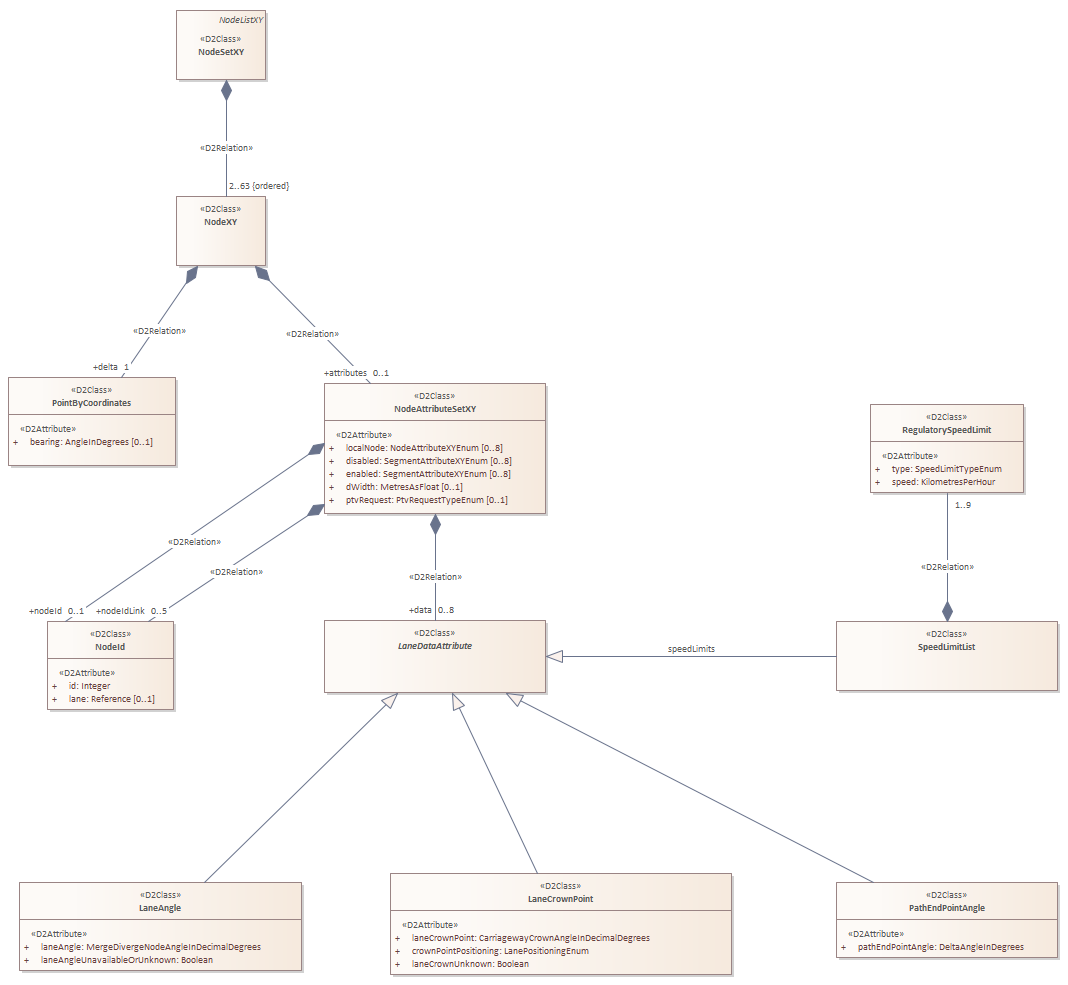 NodeListXY
«D2Class»
NodeSetXY
«D2Relation»
2..63 {ordered}
«D2Class»
NodeXY
«D2Relation»
«D2Relation»
+delta 1
+attributes 0..1
«D2Class»
PointByCoordinates
«D2Attribute»
+ bearing: AngleInDegrees [0..1]
«D2Class»
NodeAttributeSetXY
«D2Attribute»
+ localNode: NodeAttributeXYEnum [0..8]
+ disabled: SegmentAttributeXYEnum [0..8]
+ enabled: SegmentAttributeXYEnum [0..8]
+ dWidth: MetresAsFloat [0..1]
+ ptvRequest: PtvRequestTypeEnum [0..1]
«D2Class»
RegulatorySpeedLimit
«D2Attribute»
+ type: SpeedLimitTypeEnum
+ speed: KilometresPerHour
1..9
«D2Relation»
«D2Relation»
«D2Relation»
«D2Relation»
+nodeId 0..1
+nodeIdLink 0..5
+data 0..8
«D2Class»
NodeId
«D2Attribute»
+ id: Integer
+ lane: Reference [0..1]
«D2Class»
LaneDataAttribute
speedLimits
«D2Class»
SpeedLimitList
«D2Class»
LaneAngle
«D2Attribute»
+ laneAngle: MergeDivergeNodeAngleInDecimalDegrees
+ laneAngleUnavailableOrUnknown: Boolean
«D2Class»
LaneCrownPoint
«D2Attribute»
+ laneCrownPoint: CarriagewayCrownAngleInDecimalDegrees
+ crownPointPositioning: LanePositioningEnum
+ laneCrownUnknown: Boolean
«D2Class»
PathEndPointAngle
«D2Attribute»
+ pathEndPointAngle: DeltaAngleInDegrees